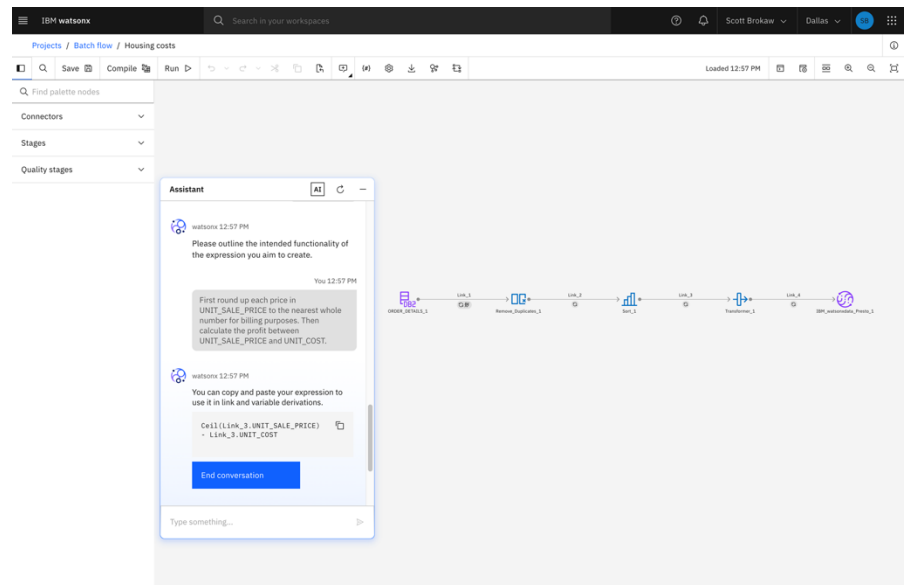 IBM watsonx
Search in your workspaces
Scott Brokaw
Dallas
SB
Projects / Batch flow / Housing costs
Save
Compile
Run
Loaded 12:57 PM
Find palette nodes
Connectors
Stages
Quality stages
Assistant
AI
watsonx 12:57 PM
Please outline the intended functionality of
the expression you aim to create.
You 12:57 PM
First round up each price in
UNIT_SALE_PRICE to the nearest whole
number for billing purposes. Then
calculate the profit between
UNIT_SALE_PRICE and UNIT_COST.
watsonx 12:57 PM
You can copy and paste your expression to
use it in link and variable derivations.
Ceil(Link_3.UNIT_SALE_PRICE)
- Link_3.UNIT_COST
End conversation
Type something...
DB2
ORDER_DETAILS_1
Link_1
Remove_Duplicates_1
Link_2
Sort_1
Link_3
Transformer_1
Link_4
IBM_watsonxdata_Presto_1